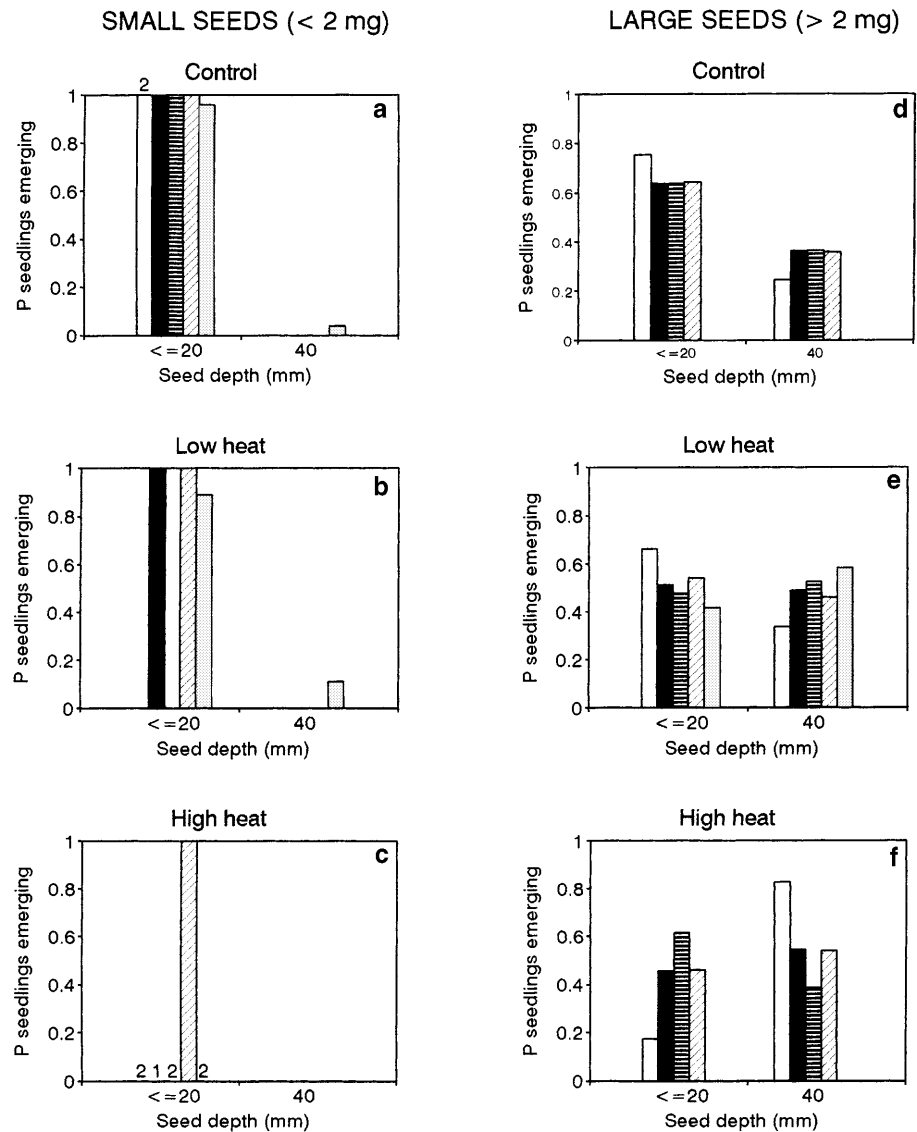 SMALL SEEDS (< 2 mg)
LARGE SEEDS (> 2 mg)
Control
2
a
P seedlings emerging
1
0.8
0.6
0.4
0.2
0
<=20
40
Seed depth (mm)
Control
d
P seedlings emerging
1
0.8
0.6
0.4
0.2
0
<=20
40
Seed depth (mm)
Low heat
b
P seedlings emerging
1
0.8
0.6
0.4
0.2
0
<=20
40
Seed depth (mm)
Low heat
e
P seedlings emerging
1
0.8
0.6
0.4
0.2
0
<=20
40
Seed depth (mm)
High heat
c
P seedlings emerging
1
0.8
0.6
0.4
0.2
0
2 1 2 2
<=20
40
Seed depth (mm)
High heat
f
P seedlings emerging
1
0.8
0.6
0.4
0.2
0
<=20
40
Seed depth (mm)